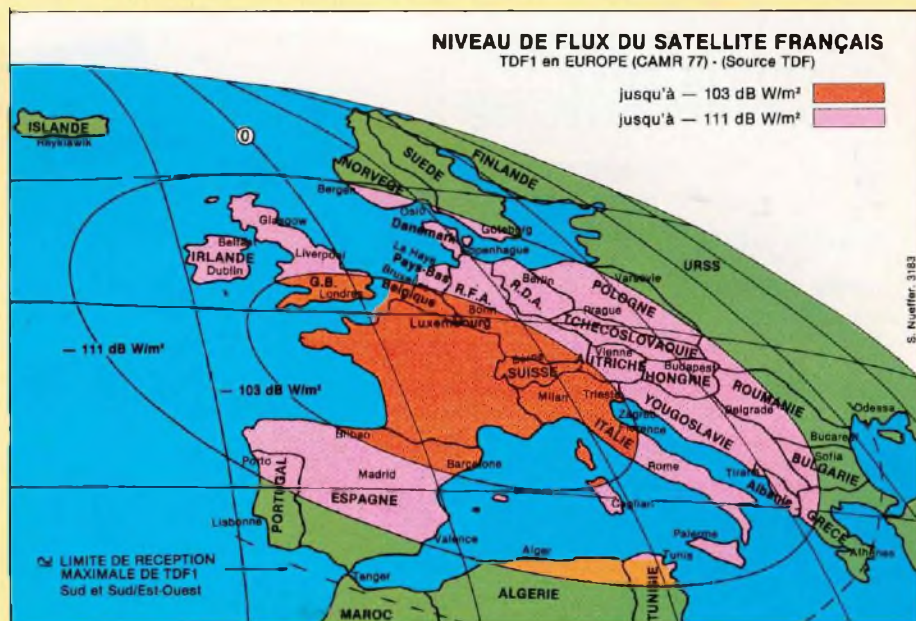 NIVEAU DE FLUX DU SATELLITE FRANÇAIS
TDF1 en EUROPE (CAMR 77) - (Source TDF)
jusqu'à — 103 dB W/m²
jusqu'à — 111 dB W/m²
ISLANDE
Reykiawik
O
NORVEGE
SUEDE
FINLANDE
Bergen
Oslo
Glasgow
Göteborg
Danemark
Copenhague
Belfast
IRLANDE
Dublin
Liverpool
La Haye
Pays-Bas
URSS
Varsovie
Berlin
R.D.A.
POLOGNE
G.B.
Londres
Bruxelles
Belgique
R.F.A.
Bonn
Prague
TCHECOSLOVAQUIE
Luxembourg
— 111 dB W/m²
— 103 dB W/m²
Berne
SUISSE
AUTRICHE
Vienne
Budapest
HONGRIE
ROUMANIE
Milan
Trieste
YOUGOSLAVIE
Belgrade
Odessa
Zagreb
Florence
ITALIE
Bucarest
Sofia
BULGARIE
Bilbao
Porto
Madrid
Barcelone
Rome
Tirana
Albanie
PORTUGAL
ESPAGNE
Cagliari
GRECE
Lisbonne
Valence
Palerme
Athènes
Alger
Tunis
LIMITE DE RECEPTION
MAXIMALE DE TDF1
Sud et Sud/Est-Ouest
Tanger
ALGERIE
TUNISIE
MAROC
S. Nueffer. 3183